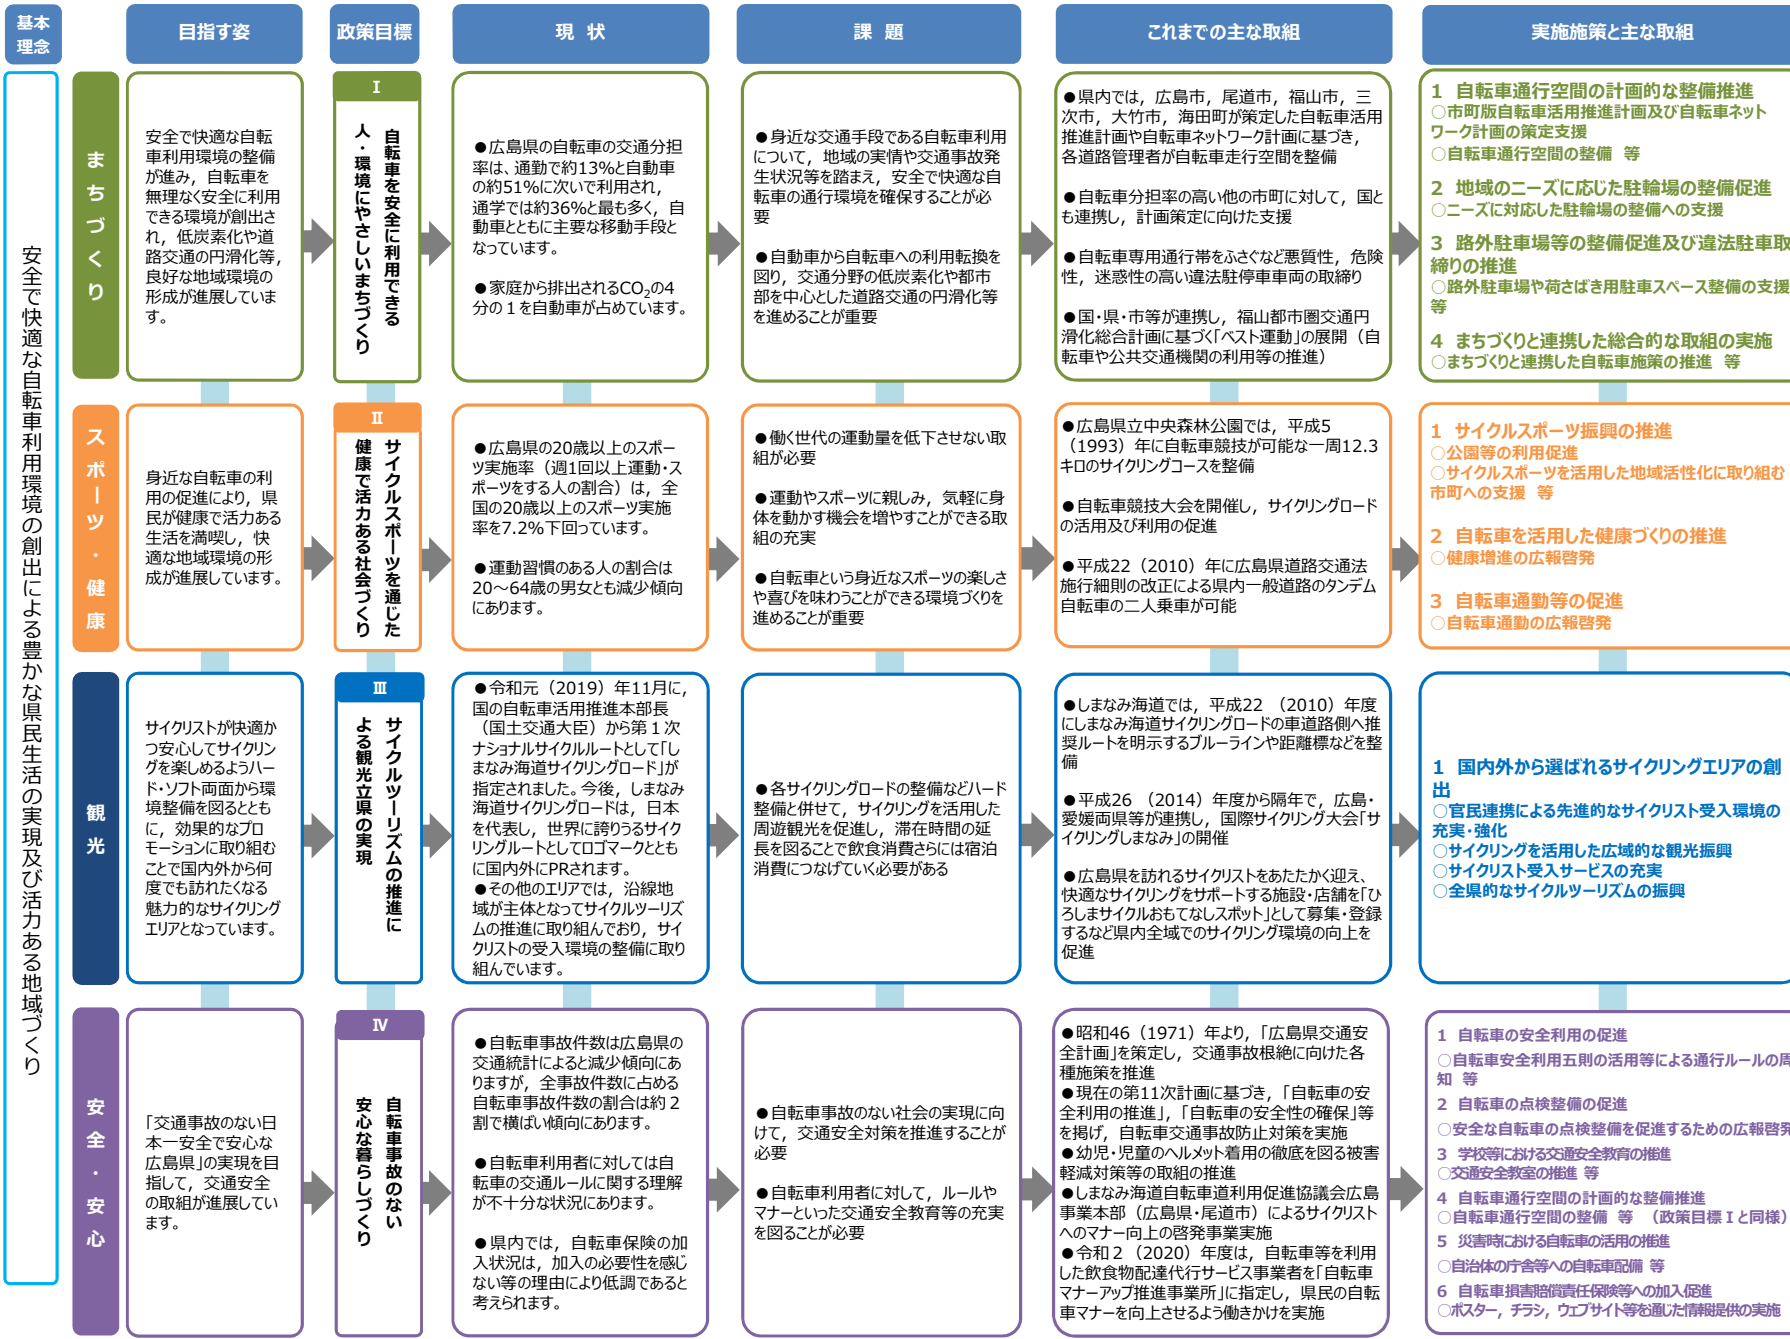 基本
理念
目指す姿
政策目標
現 状
課 題
これまでの主な取組
実施施策と主な取組
安全で快適な自転車利用環境の創出による豊かな県民生活の実現及び活力ある地域づくり
まちづくり
安全で快適な自転
車利用環境の整備
が進み，自転車を
無理なく安全に利用
できる環境が創出さ
れ，低炭素化や道
路交通の円滑化等，
良好な地域環境の
形成が進展していま
す。
Ⅰ
自転車を安全に利用できる
人・環境にやさしいまちづくり
●広島県の自転車の交通分担
率は、通勤で約13%と自動車
の約51%に次いで利用され，
通学では約36%と最も多く，自
動車とともに主要な移動手段と
なっています。
●家庭から排出されるCO₂の4
分の１を自動車が占めています。
●身近な交通手段である自転車利用
について，地域の実情や交通事故発
生状況等を踏まえ，安全で快適な自
転車の通行環境を確保することが必
要
●自動車から自転車への利用転換を
図り，交通分野の低炭素化や都市
部を中心とした道路交通の円滑化等
を進めることが重要
●県内では，広島市，尾道市，福山市，三
次市，大竹市，海田町が策定した自転車活用
推進計画や自転車ネットワーク計画に基づき，
各道路管理者が自転車走行空間を整備
●自転車分担率の高い他の市町に対して，国と
も連携し，計画策定に向けた支援
●自転車専用通行帯をふさぐなど悪質性，危険
性，迷惑性の高い違法駐停車車両の取締り
●国・県・市等が連携し，福山都市圏交通円
滑化総合計画に基づく「ベスト運動」の展開（自
転車や公共交通機関の利用等の推進）
1 自転車通行空間の計画的な整備推進
○市町版自転車活用推進計画及び自転車ネット
ワーク計画の策定支援
○自転車通行空間の整備 等
2 地域のニーズに応じた駐輪場の整備促進
○ニーズに対応した駐輪場の整備への支援
3 路外駐車場等の整備促進及び違法駐車取
締りの推進
○路外駐車場や荷さばき用駐車スペース整備の支援
等
4 まちづくりと連携した総合的な取組の実施
○まちづくりと連携した自転車施策の推進 等
スポーツ・健康
身近な自転車の利
用の促進により，県
民が健康で活力ある
生活を満喫し，快
適な地域環境の形
成が進展しています。
Ⅱ
サイクルスポーツを通じた
健康で活力ある社会づくり
●広島県の20歳以上のスポー
ツ実施率（週1回以上運動・ス
ポーツをする人の割合）は，全
国の20歳以上のスポーツ実施
率を7.2%下回っています。
●運動習慣のある人の割合は
20～64歳の男女とも減少傾向
にあります。
●働く世代の運動量を低下させない取
組が必要
●運動やスポーツに親しみ，気軽に身
体を動かす機会を増やすことができる取
組の充実
●自転車という身近なスポーツの楽しさ
や喜びを味わうことができる環境づくりを
進めることが重要
●広島県立中央森林公園では，平成5
（1993）年に自転車競技が可能な一周12.3
キロのサイクリングコースを整備
●自転車競技大会を開催し，サイクリングロード
の活用及び利用の促進
●平成22（2010）年に広島県道路交通法
施行細則の改正による県内一般道路のタンデム
自転車の二人乗車が可能
1 サイクルスポーツ振興の推進
○公園等の利用促進
○サイクルスポーツを活用した地域活性化に取り組む
市町への支援 等
2 自転車を活用した健康づくりの推進
○健康増進の広報啓発
3 自転車通勤等の促進
○自転車通勤の広報啓発
観光
サイクリストが快適か
つ安心してサイクリン
グを楽しめるようハー
ド・ソフト両面から環
境整備を図るととも
に，効果的なプロ
モーションに取り組む
ことで国内外から何
度でも訪れたくなる
魅力的なサイクリング
エリアとなっています。
Ⅲ
サイクルツーリズムの推進に
よる観光立県の実現
●令和元（2019）年11月に，
国の自転車活用推進本部長
（国土交通大臣）から第１次
ナショナルサイクルルートとして「し
まなみ海道サイクリングロード」が
指定されました。今後，しまなみ
海道サイクリングロードは，日本
を代表し，世界に誇りうるサイク
リングルートとしてロゴマークととも
に国内外にPRされます。
●その他のエリアでは，沿線地
域が主体となってサイクルツーリズ
ムの推進に取り組んでおり，サイ
クリストの受入環境の整備に取り
組んでいます。
●各サイクリングロードの整備などハード
整備と併せて，サイクリングを活用した
周遊観光を促進し，滞在時間の延
長を図ることで飲食消費さらには宿泊
消費につなげていく必要がある
●しまなみ海道では，平成22 （2010）年度
にしまなみ海道サイクリングロードの車道路側へ推
奨ルートを明示するブルーラインや距離標などを整
備
●平成26 （2014）年度から隔年で，広島・
愛媛両県等が連携し，国際サイクリング大会「サ
イクリングしまなみ」の開催
●広島県を訪れるサイクリストをあたたかく迎え，
快適なサイクリングをサポートする施設・店舗を「ひ
ろしまサイクルおもてなしスポット」として募集・登録
するなど県内全域でのサイクリング環境の向上を
促進
1 国内外から選ばれるサイクリングエリアの創
出
○官民連携による先進的なサイクリスト受入環境の
充実・強化
○サイクリングを活用した広域的な観光振興
○サイクリスト受入サービスの充実
○全県的なサイクルツーリズムの振興
安全・安心
「交通事故のない日
本一安全で安心な
広島県」の実現を目
指して，交通安全
の取組が進展してい
ます。
Ⅳ
自転車事故のない
安心な暮らしづくり
●自転車事故件数は広島県の
交通統計によると減少傾向にあ
りますが，全事故件数に占める
自転車事故件数の割合は約２
割で横ばい傾向にあります。
●自転車利用者に対しては自
転車の交通ルールに関する理解
が不十分な状況にあります。
●県内では，自転車保険の加
入状況は，加入の必要性を感じ
ない等の理由により低調であると
考えられます。
●自転車事故のない社会の実現に向
けて，交通安全対策を推進することが
必要
●自転車利用者に対して，ルールや
マナーといった交通安全教育等の充実
を図ることが必要
●昭和46（1971）年より，「広島県交通安
全計画」を策定し，交通事故根絶に向けた各
種施策を推進
●現在の第11次計画に基づき，「自転車の安
全利用の推進」，「自転車の安全性の確保」等
を掲げ，自転車交通事故防止対策を実施
●幼児・児童のヘルメット着用の徹底を図る被害
軽減対策等の取組の推進
●しまなみ海道自転車道利用促進協議会広島
事業本部（広島県・尾道市）によるサイクリスト
へのマナー向上の啓発事業実施
●令和２（2020）年度は，自転車等を利用
した飲食物配達代行サービス事業者を「自転車
マナーアップ推進事業所」に指定し，県民の自転
車マナーを向上させるよう働きかけを実施
1 自転車の安全利用の促進
○自転車安全利用五則の活用等による通行ルールの周
知 等
2 自転車の点検整備の促進
○安全な自転車の点検整備を促進するための広報啓発
3 学校等における交通安全教育の推進
○交通安全教室の推進 等
4 自転車通行空間の計画的な整備推進
○自転車通行空間の整備 等 （政策目標Ⅰと同様）
5 災害時における自転車の活用の推進
○自治体の庁舎等への自転車配備 等
6 自転車損害賠償責任保険等への加入促進
○ポスター，チラシ，ウェブサイト等を通じた情報提供の実施